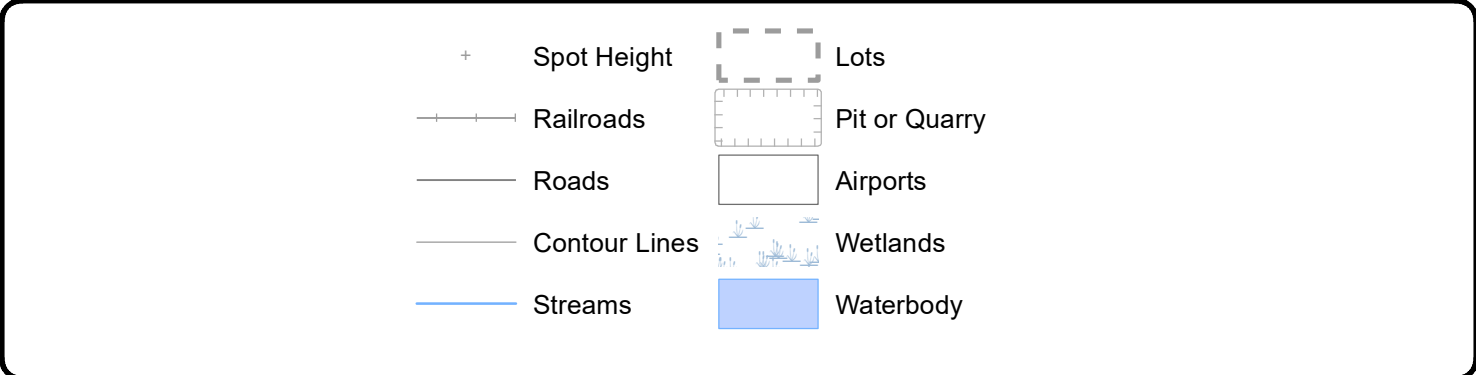 Spot Height
Railroads
Roads
Contour Lines
Streams
Lots
Pit or Quarry
Airports
Wetlands
Waterbody